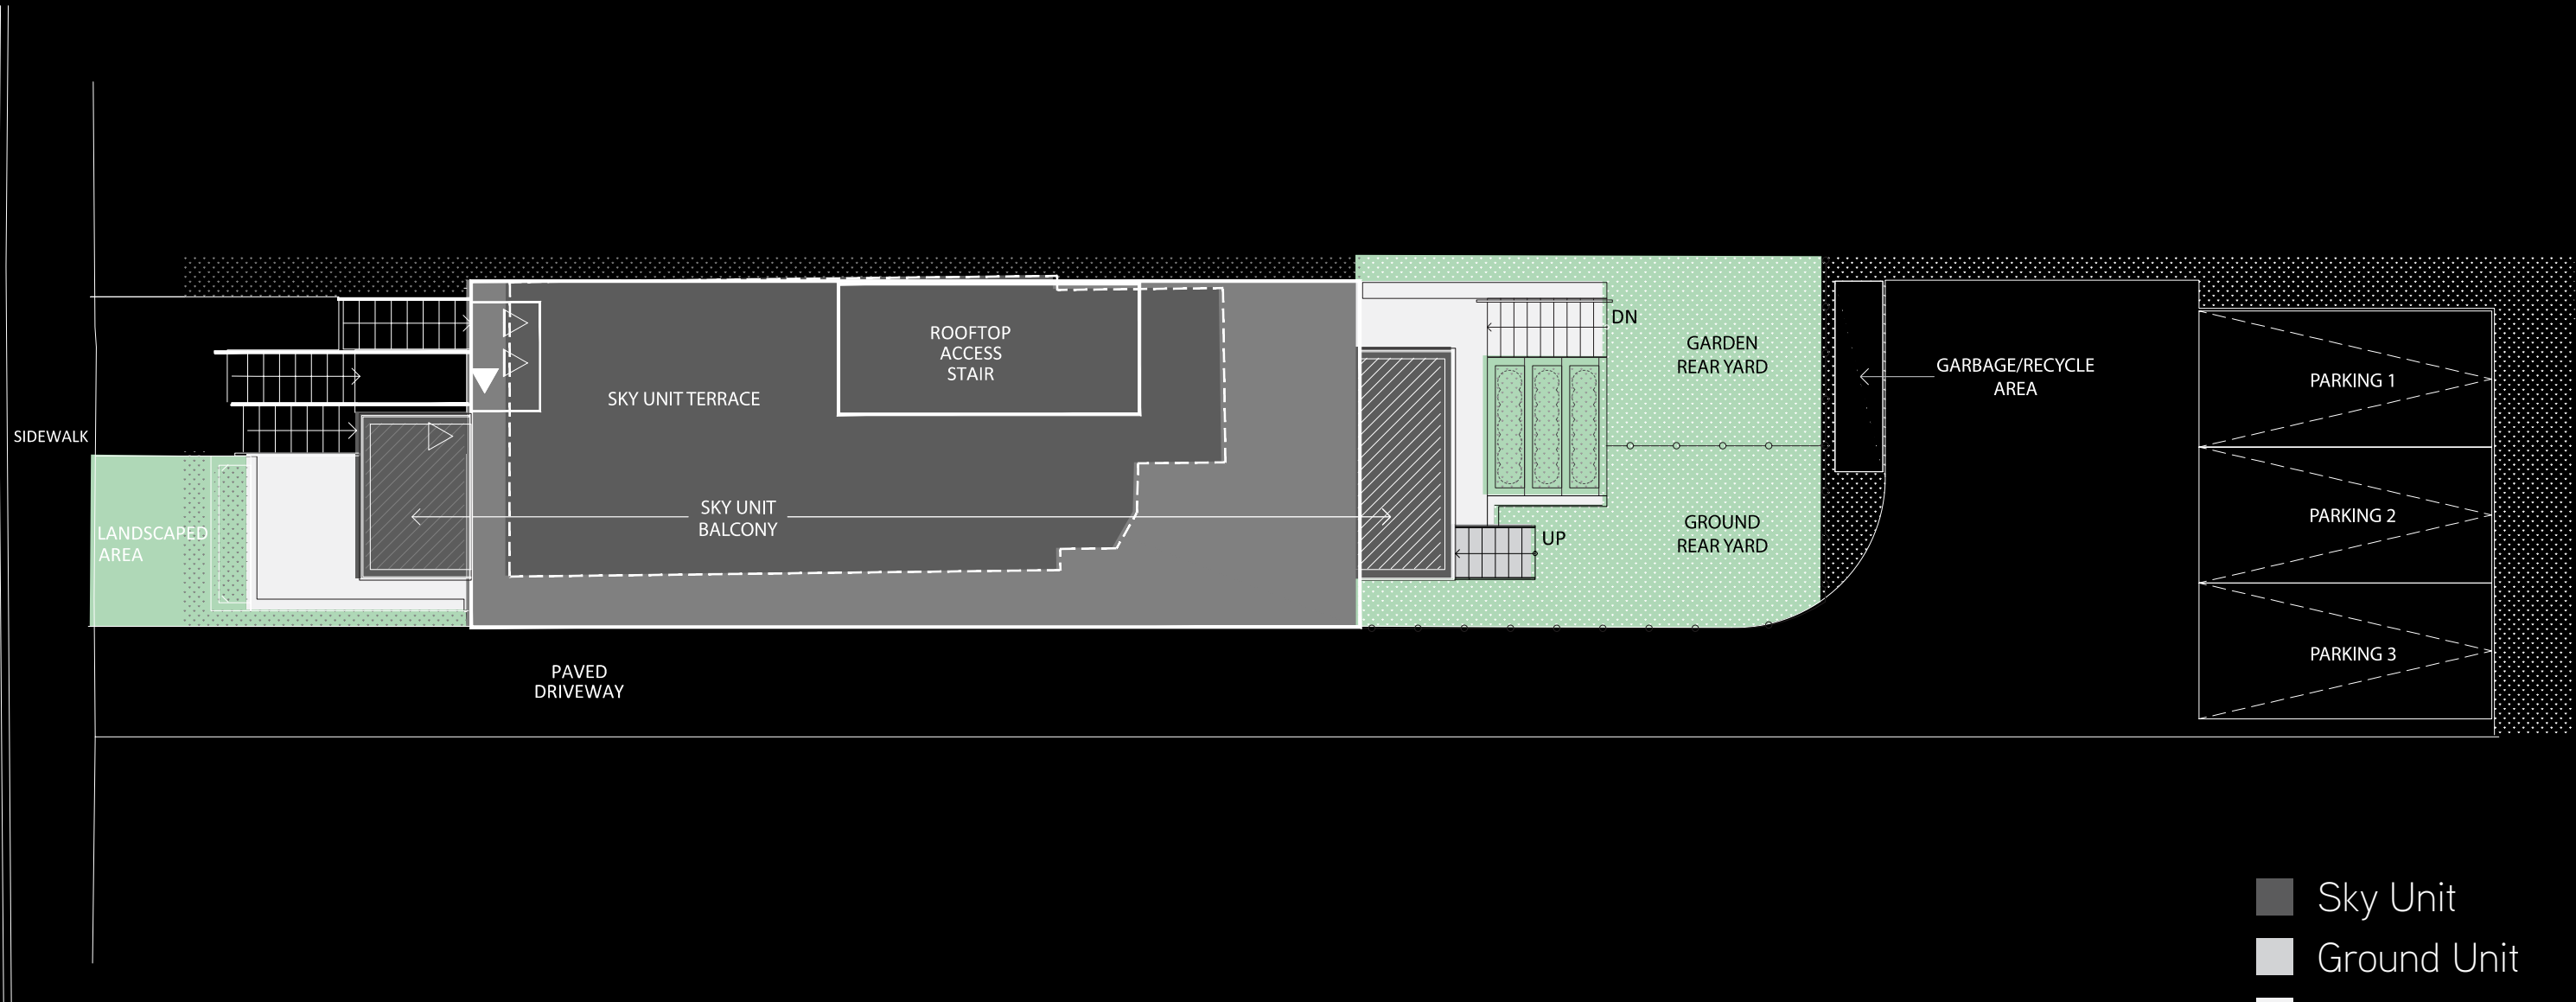 SIDEWALK
LANDSCAPED
AREA
SKY UNIT TERRACE
ROOFTOP
ACCESS
STAIR
SKY UNIT
BALCONY
PAVED
DRIVEWAY
DN
UP
GARDEN
REAR YARD
GROUND
REAR YARD
GARBAGE/RECYCLE
AREA
PARKING 1
PARKING 2
PARKING 3
Sky Unit
Ground Unit